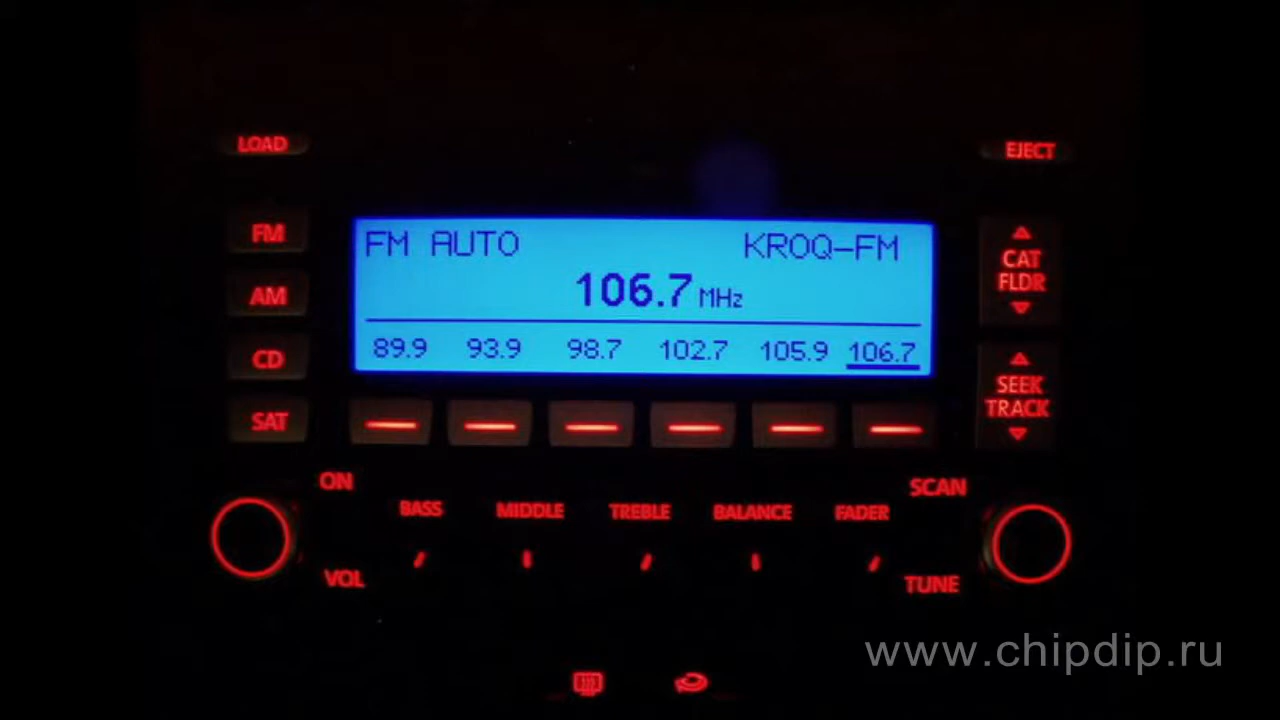 LOAD
EJECT
FM
AM
CD
SAT
FM AUTO KROQ-FM
106.7 MHz
89.9 93.9 98.7 102.7 105.9 106.7
CAT
FLDR
SEEK
TRACK
ON
VOL
BASS MIDDLE TREBLE BALANCE FADER
SCAN
TUNE
www.chipdip.ru